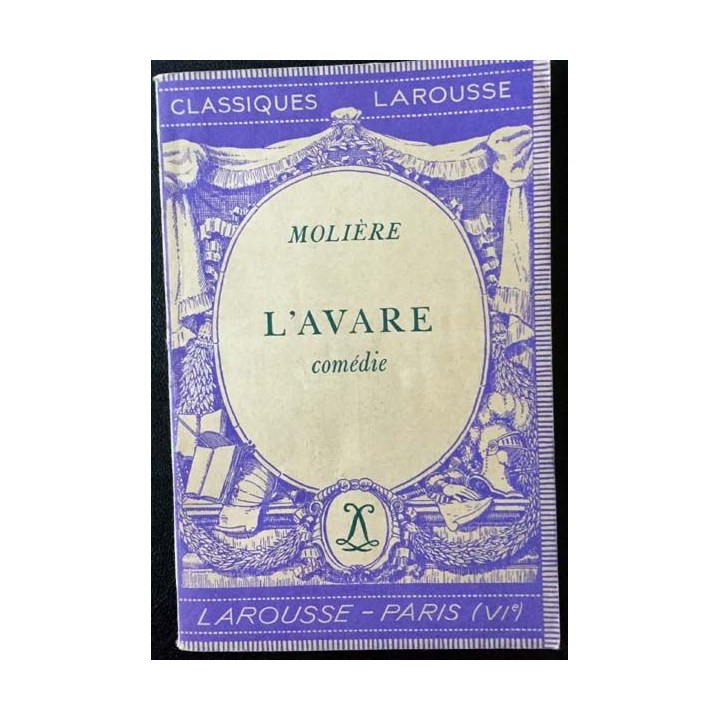 CLASSIQUES LAROUSSE
MOLIÈRE
L'AVARE
comédie
LAROUSSE - PARIS (VIe)